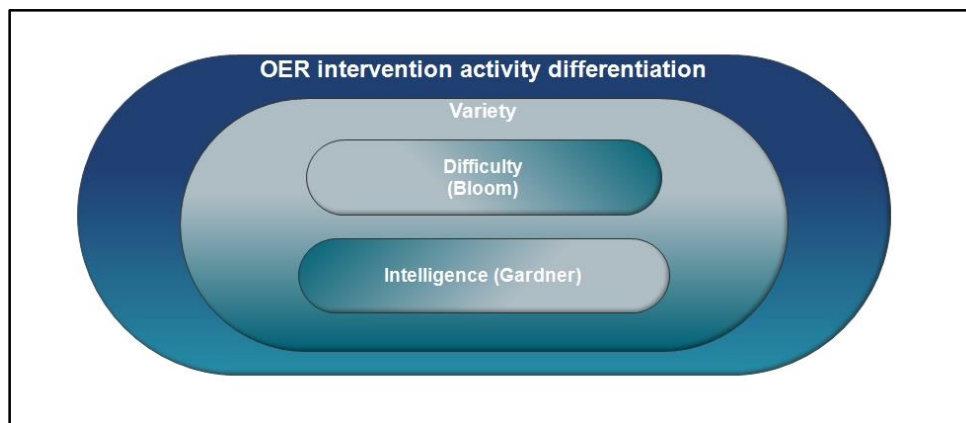 OER intervention activity differentiation
Variety
Difficulty
(Bloom)
Intelligence (Gardner)